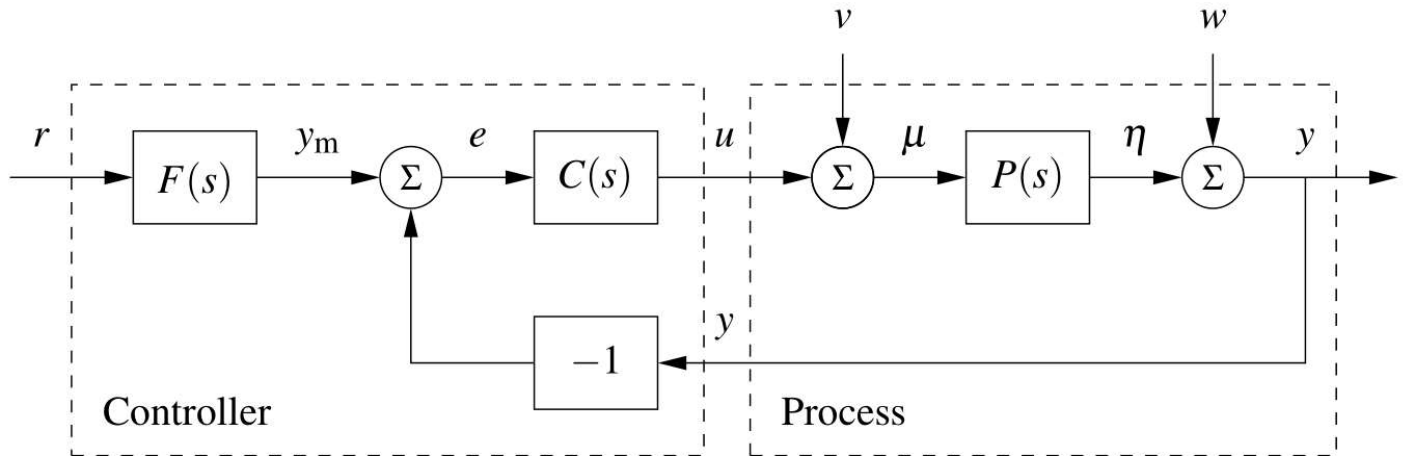 v w
r y_m e u μ η y
F(s) Σ C(s) Σ P(s) Σ
y
−1
Controller Process